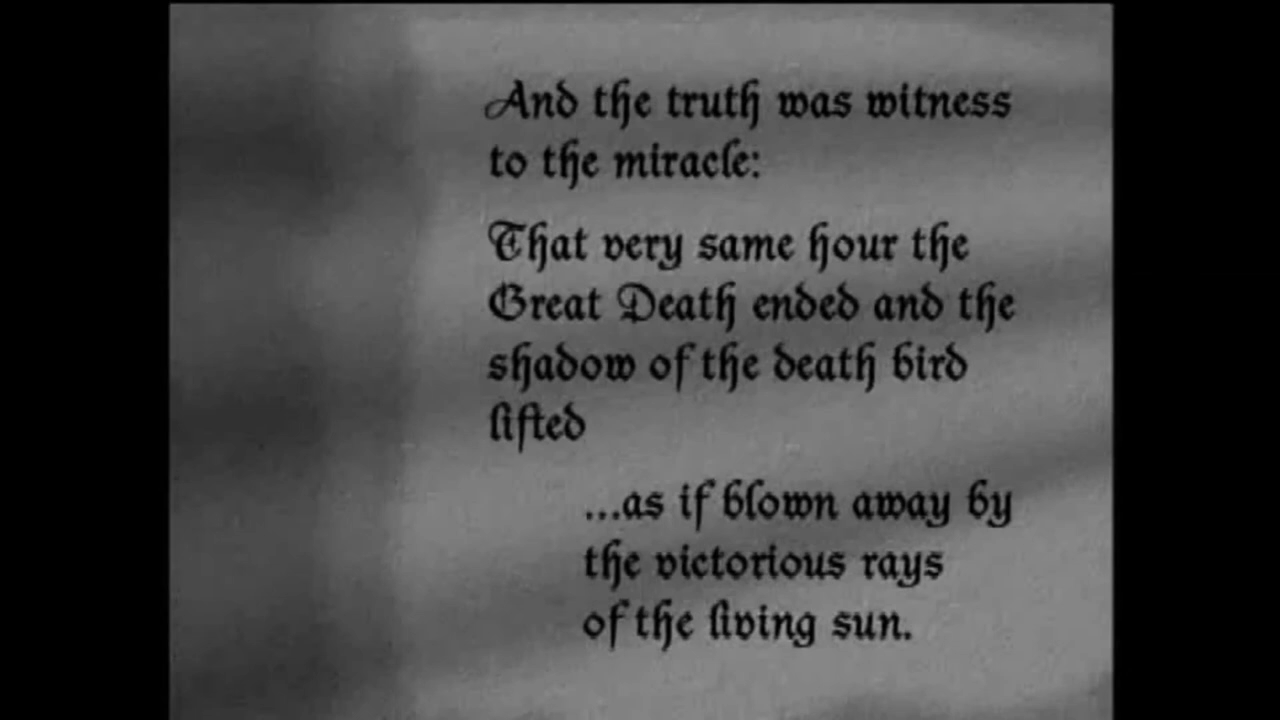 And the truth was witness
to the miracle:
That very same hour the
Great Death ended and the
shadow of the death bird
lifted
...as if blown away by
the victorious rays
of the living sun.